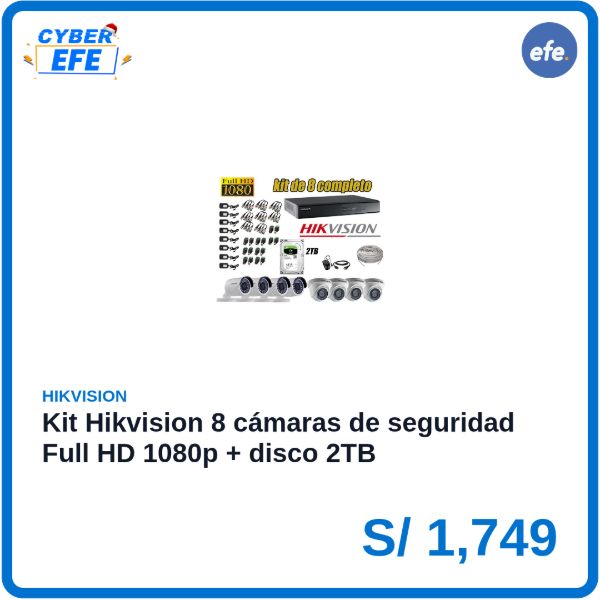 CYBER
EFE
efe.
Full HD
1080
kit de 8 completo
HIKVISION
2TB
HIKVISION
Kit Hikvision 8 cámaras de seguridad
Full HD 1080p + disco 2TB
S/ 1,749